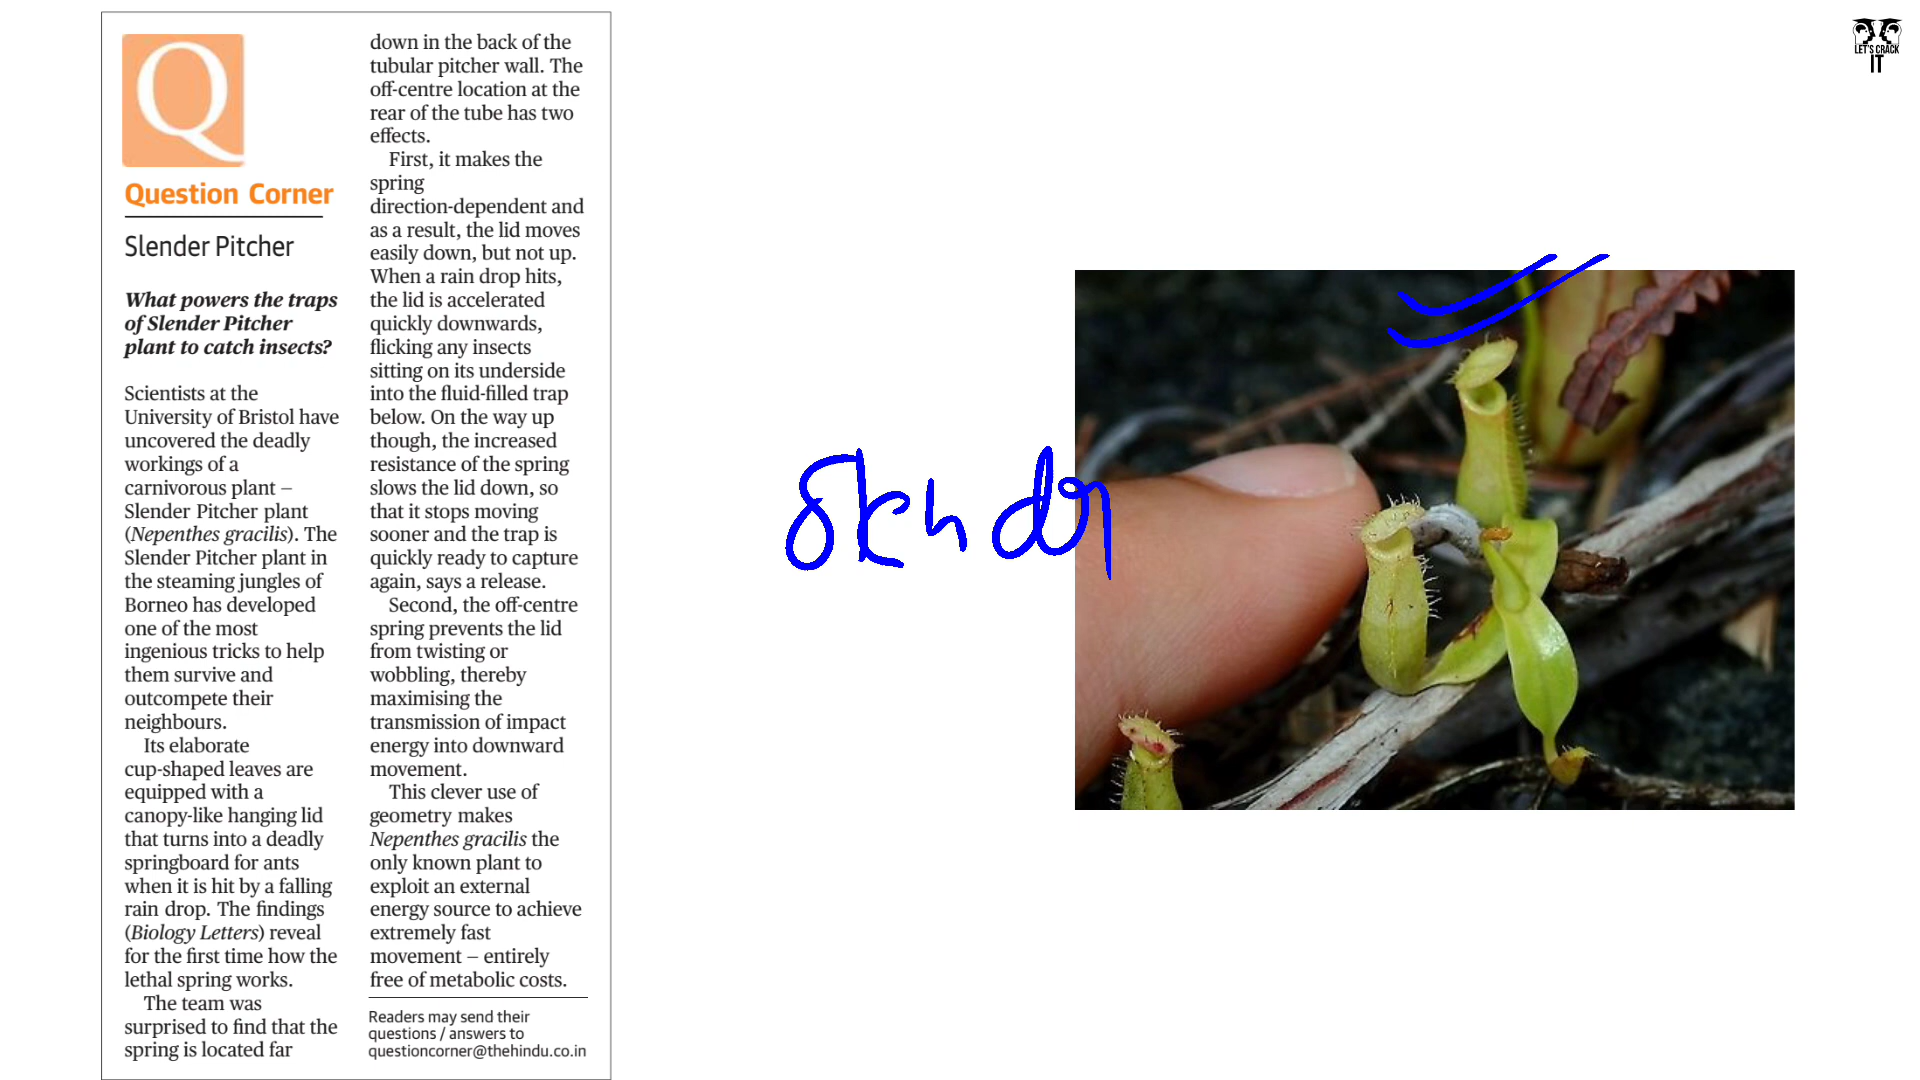 Q
Question Corner
Slender Pitcher
What powers the traps
of Slender Pitcher
plant to catch insects?
Scientists at the
University of Bristol have
uncovered the deadly
workings of a
carnivorous plant –
Slender Pitcher plant
(Nepenthes gracilis). The
Slender Pitcher plant in
the steaming jungles of
Borneo has developed
one of the most
ingenious tricks to help
them survive and
outcompete their
neighbours.
Its elaborate
cup-shaped leaves are
equipped with a
canopy-like hanging lid
that turns into a deadly
springboard for ants
when it is hit by a falling
rain drop. The findings
(Biology Letters) reveal
for the first time how the
lethal spring works.
The team was
surprised to find that the
spring is located far
down in the back of the
tubular pitcher wall. The
off-centre location at the
rear of the tube has two
effects.
First, it makes the
spring
direction-dependent and
as a result, the lid moves
easily down, but not up.
When a rain drop hits,
the lid is accelerated
quickly downwards,
flicking any insects
sitting on its underside
into the fluid-filled trap
below. On the way up
though, the increased
resistance of the spring
slows the lid down, so
that it stops moving
sooner and the trap is
quickly ready to capture
again, says a release.
Second, the off-centre
spring prevents the lid
from twisting or
wobbling, thereby
maximising the
transmission of impact
energy into downward
movement.
This clever use of
geometry makes
Nepenthes gracilis the
only known plant to
exploit an external
energy source to achieve
extremely fast
movement – entirely
free of metabolic costs.
Readers may send their
questions / answers to
questioncorner@thehindu.co.in
LET'S CRACK
IT